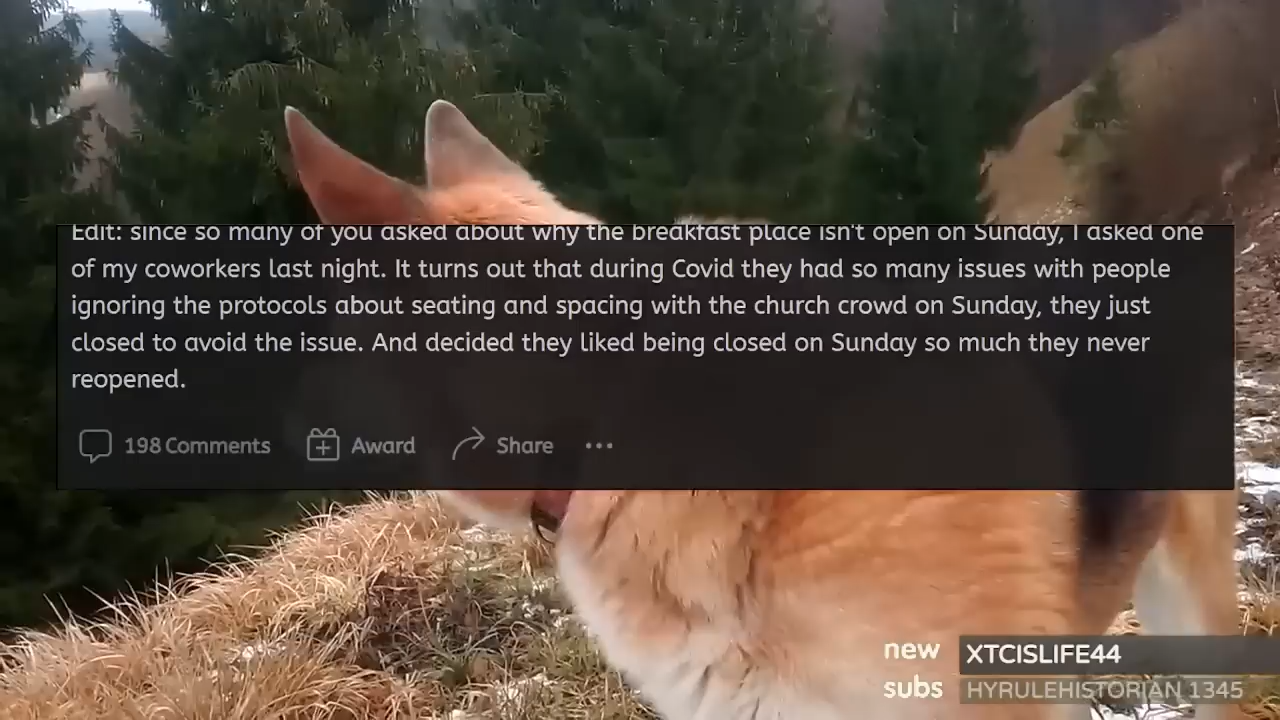 Edit: since so many of you asked about why the breakfast place isn't open on Sunday, I asked one
of my coworkers last night. It turns out that during Covid they had so many issues with people
ignoring the protocols about seating and spacing with the church crowd on Sunday, they just
closed to avoid the issue. And decided they liked being closed on Sunday so much they never
reopened.
198 Comments Award Share
new XTCISLIFE44
subs HYRULEHISTORIAN 1345